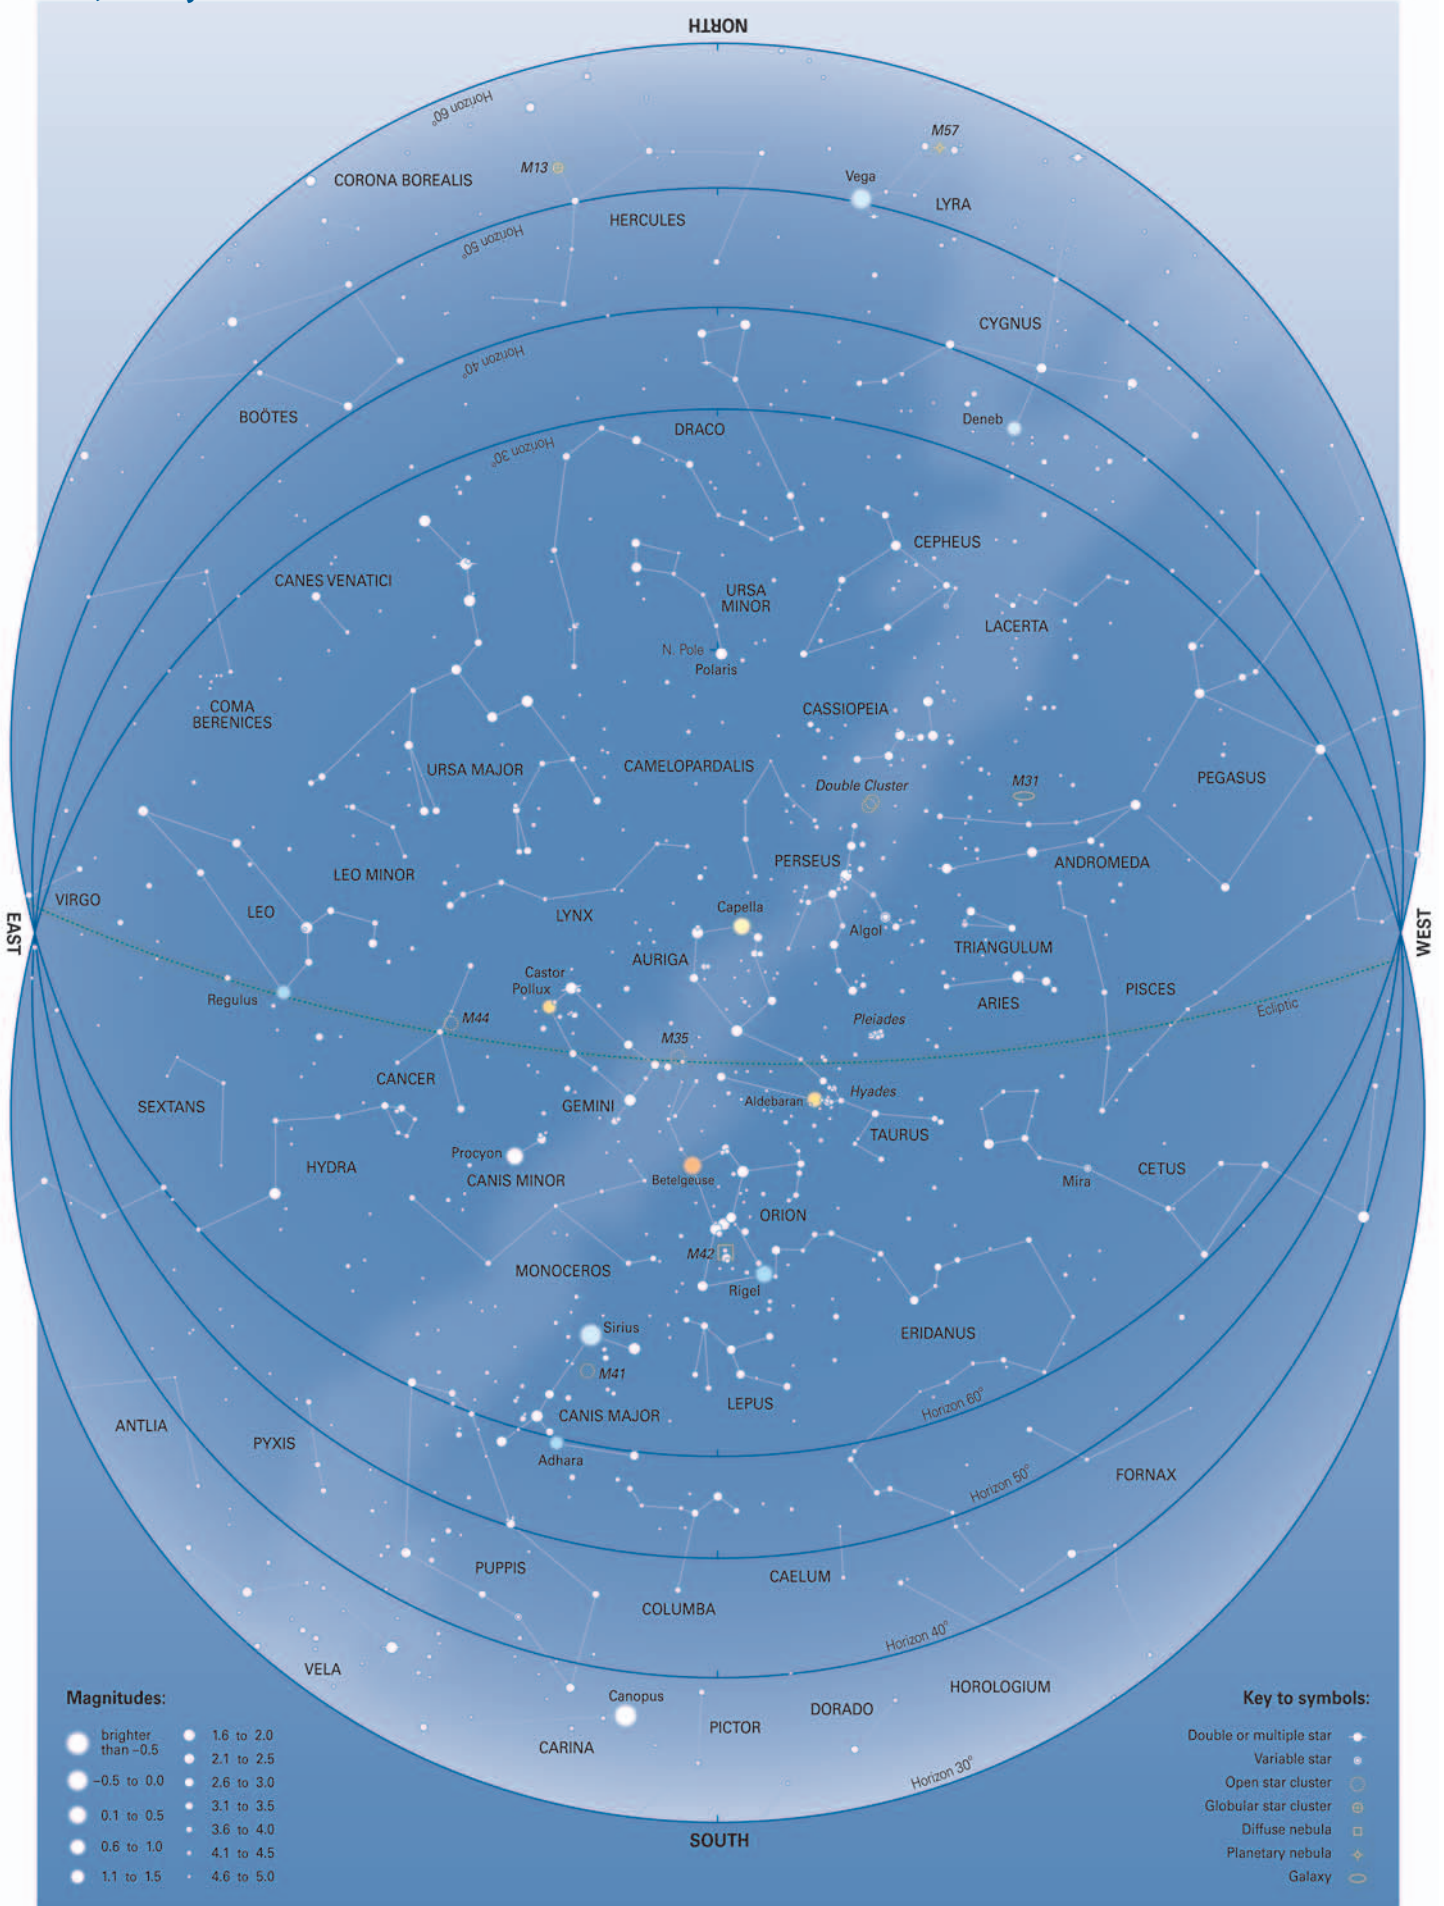 NORTH
Horizon 60°
M57
M13
CORONA BOREALIS
Vega
LYRA
HERCULES
Horizon 50°
CYGNUS
Horizon 40°
BOÖTES
Deneb
DRACO
Horizon 30°
CEPHEUS
CANES VENATICI
URSA
MINOR
LACERTA
N. Pole
Polaris
COMA
BERENICES
CASSIOPEIA
URSA MAJOR
CAMELOPARDALIS
Double Cluster
M31
PEGASUS
PERSEUS
ANDROMEDA
LEO MINOR
VIRGO
LEO
LYNX
Capella
Algol
EAST
WEST
TRIANGULUM
AURIGA
Castor
Pollux
Regulus
M44
ARIES
PISCES
Ecliptic
Pleiades
M35
CANCER
SEXTANS
GEMINI
Aldebaran
Hyades
TAURUS
Procyon
HYDRA
CANIS MINOR
Betelgeuse
Mira
CETUS
ORION
M42
MONOCEROS
Rigel
Sirius
ERIDANUS
M41
LEPUS
Horizon 60°
CANIS MAJOR
ANTLIA
PYXIS
Adhara
Horizon 50°
FORNAX
PUPPIS
CAELUM
COLUMBA
Horizon 40°
VELA
HOROLOGIUM
Canopus
DORADO
PICTOR
CARINA
Horizon 30°
SOUTH
Magnitudes:
brighter
than –0.5
–0.5 to 0.0
0.1 to 0.5
0.6 to 1.0
1.1 to 1.5
1.6 to 2.0
2.1 to 2.5
2.6 to 3.0
3.1 to 3.5
3.6 to 4.0
4.1 to 4.5
4.6 to 5.0
Key to symbols:
Double or multiple star
Variable star
Open star cluster
Globular star cluster
Diffuse nebula
Planetary nebula
Galaxy